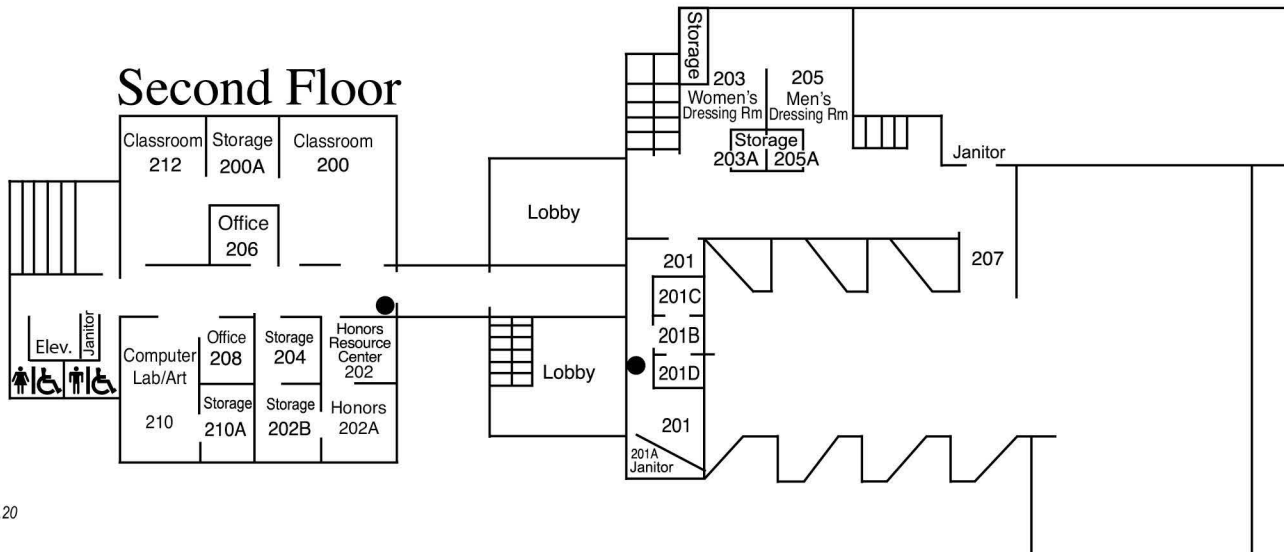 Second Floor
Storage
203
Women's
Dressing Rm
205
Men's
Dressing Rm
Storage
203A
205A
Janitor
Classroom
212
Storage
200A
Classroom
200
Office
206
Lobby
201
201C
201B
201D
201
201A
Janitor
207
Elev.
Janitor
Computer
Lab/Art
210
Office
208
Storage
210A
Storage
204
Storage
202B
Honors
Resource
Center
202
Honors
202A
Lobby
20